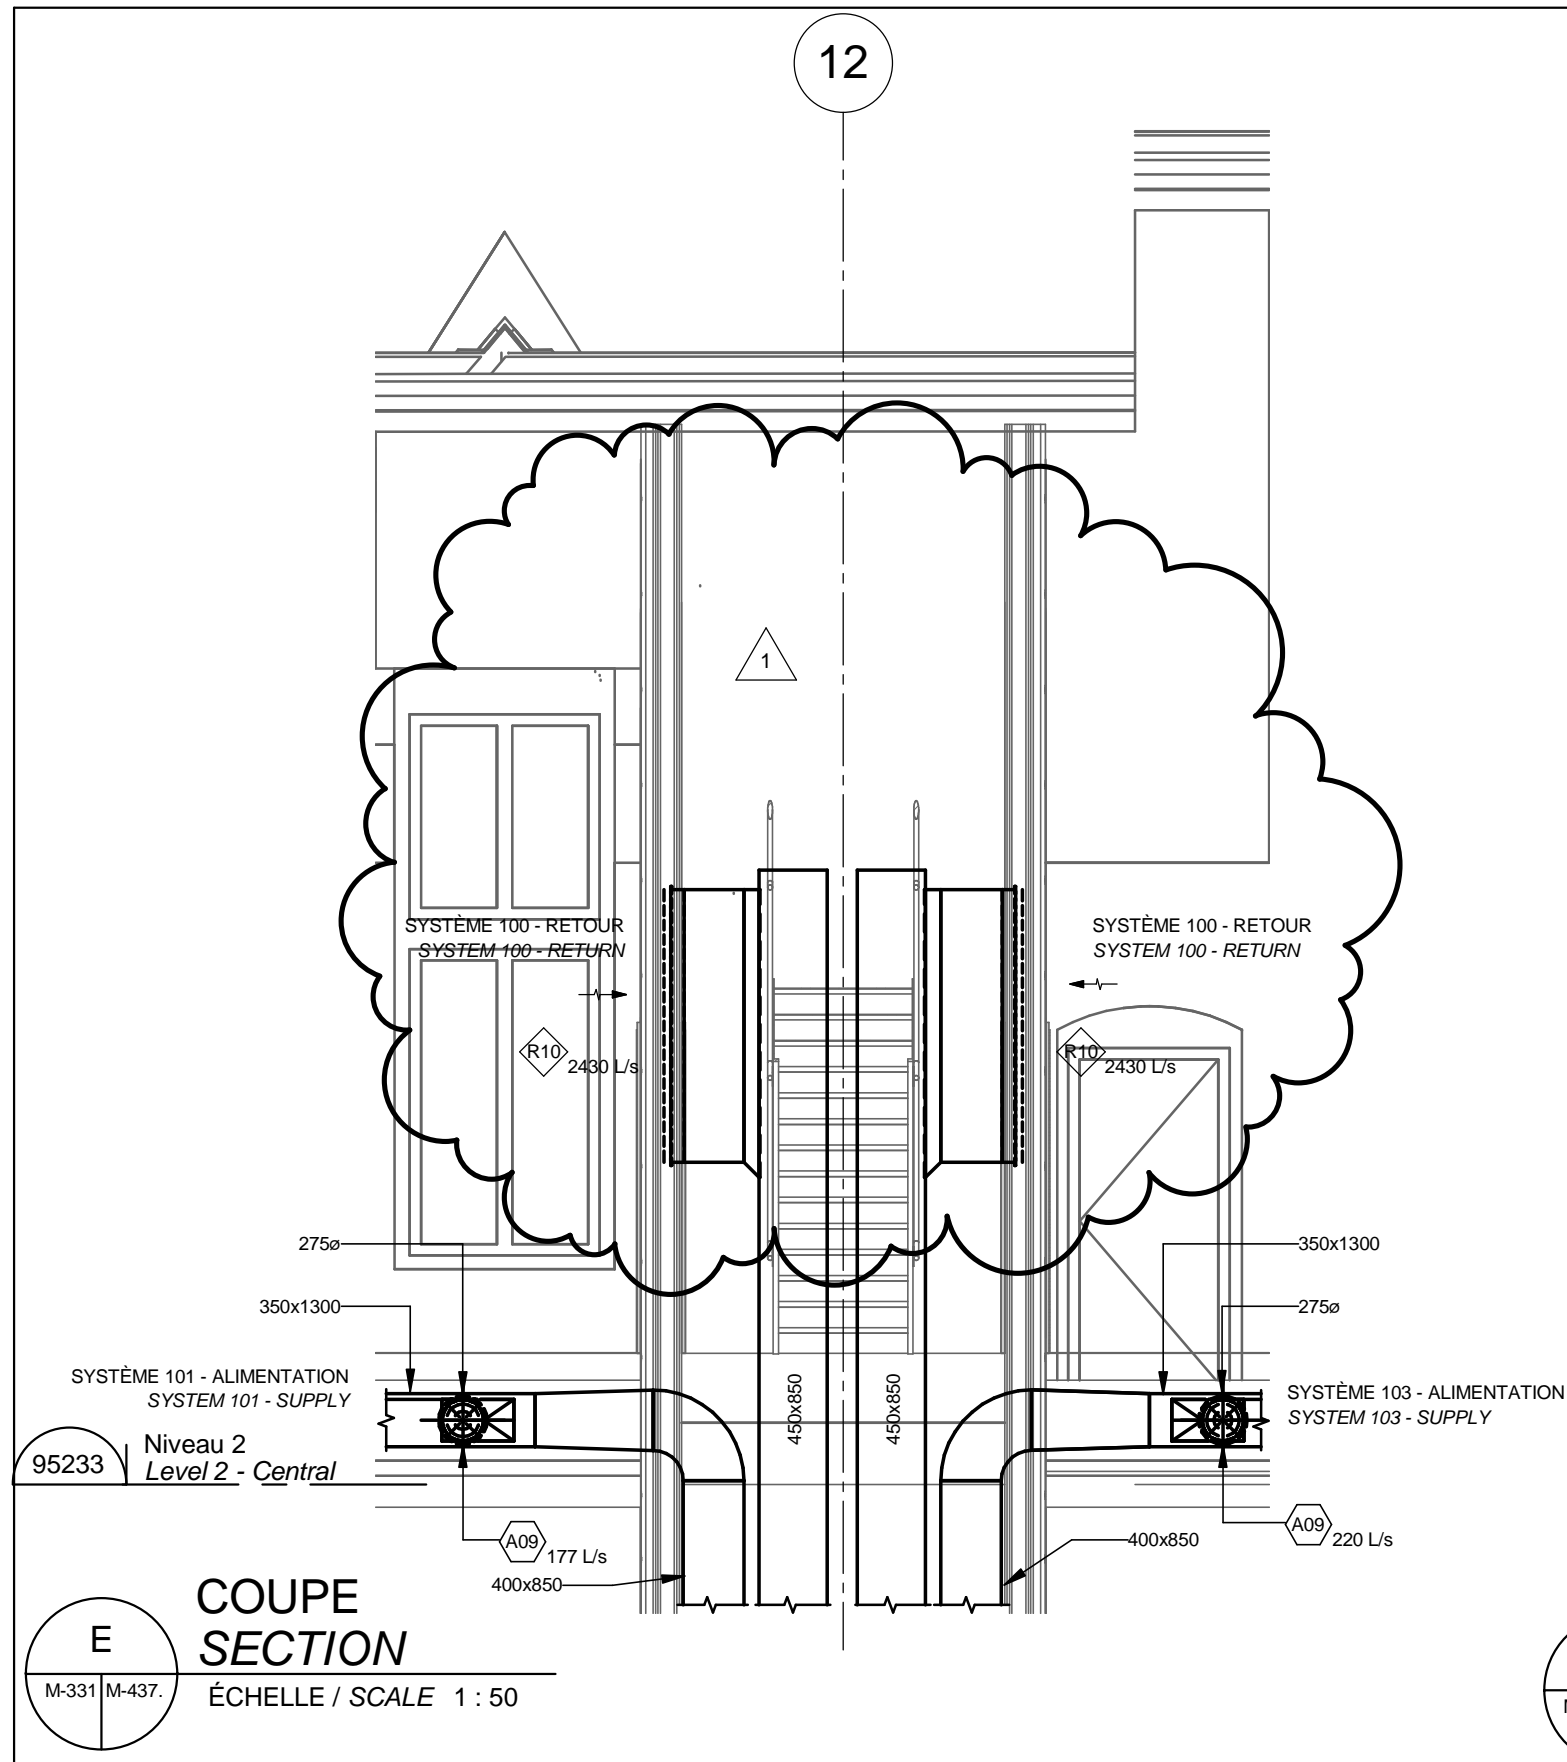 12
1
SYSTÈME 100 - RETOUR
SYSTEM 100 - RETURN
SYSTÈME 100 - RETOUR
SYSTEM 100 - RETURN
R10
2430 L/s
R10
2430 L/s
275ø
350x1300
350x1300
275ø
SYSTÈME 101 - ALIMENTATION
SYSTEM 101 - SUPPLY
450x850
450x850
SYSTÈME 103 - ALIMENTATION
SYSTEM 103 - SUPPLY
95233
Niveau 2
Level 2 - Central
A09
177 L/s
400x850
400x850
A09
220 L/s
COUPE
SECTION
E
M-331
M-437.
ÉCHELLE / SCALE 1 : 50